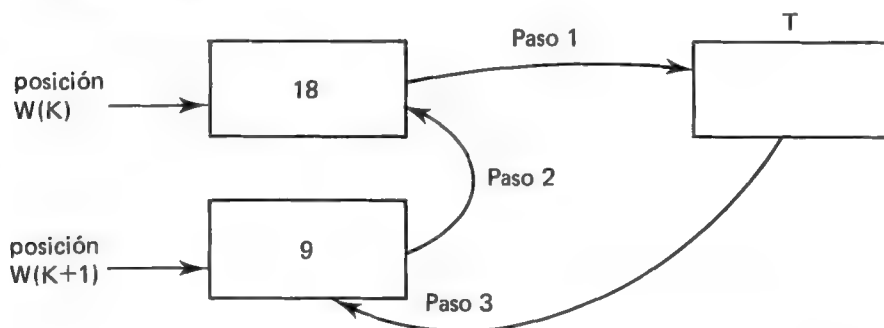 T
Paso 1
posición
W(K)
18
Paso 2
posición
W(K+1)
9
Paso 3